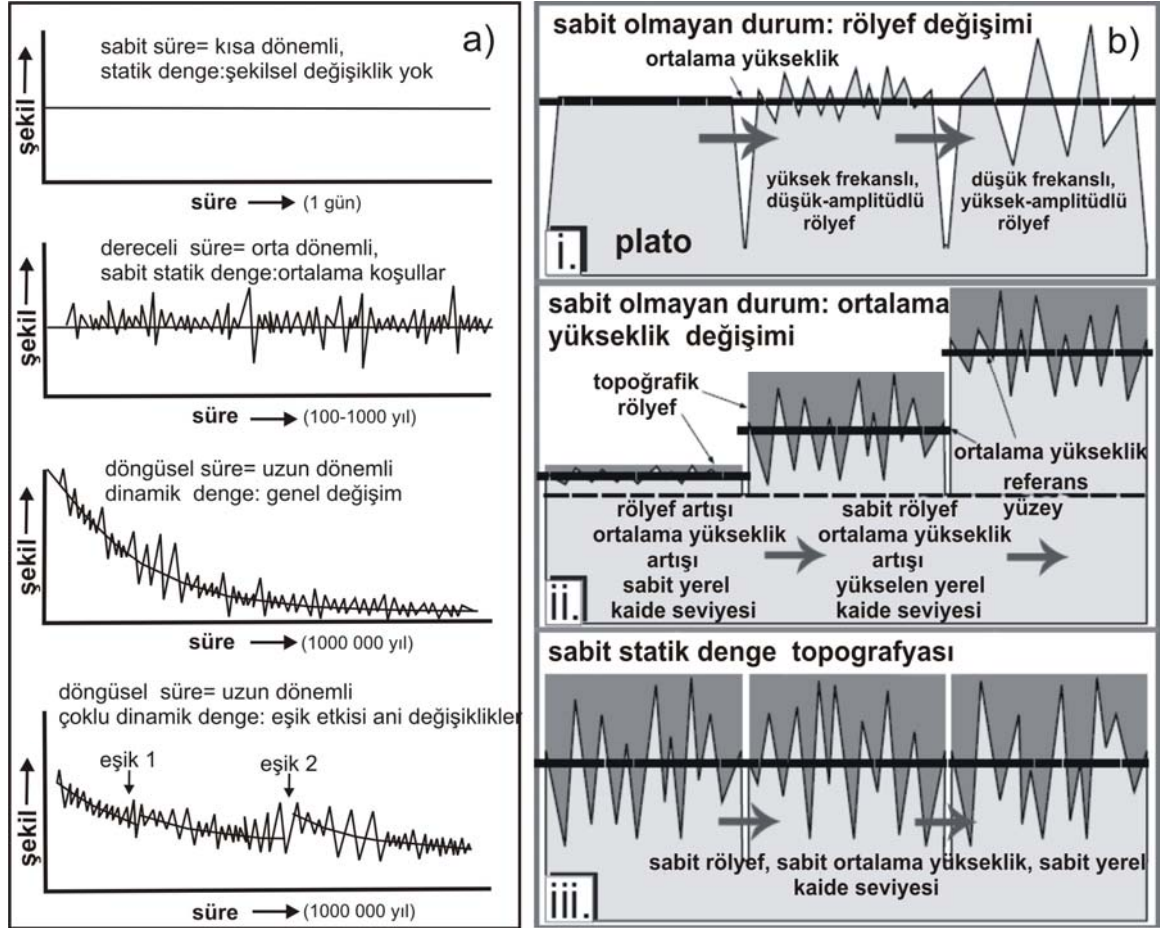 a)
sabit süre= kısa dönemli,
statik denge:şekilsel değişiklik yok
şekil
süre (1 gün)
dereceli süre= orta dönemli,
sabit statik denge:ortalama koşullar
şekil
süre (100-1000 yıl)
döngüsel süre= uzun dönemli
dinamik denge: genel değişim
şekil
süre (1000 000 yıl)
döngüsel süre= uzun dönemli
çoklu dinamik denge: eşik etkisi ani değişiklikler
eşik 1
eşik 2
şekil
süre (1000 000 yıl)
b)
sabit olmayan durum: rölyef değişimi
ortalama yükseklik
yüksek frekanslı,
düşük-amplitüdlü
rölyef
düşük frekanslı,
yüksek-amplitüdlü
rölyef
i.
plato
sabit olmayan durum: ortalama
yükseklik değişimi
topoğrafik
rölyef
ortalama yükseklik
referans
yüzey
rölyef artışı
ortalama yükseklik
artışı
sabit yerel
kaide seviyesi
sabit rölyef
ortalama yükseklik
artışı
yükselen yerel
kaide seviyesi
ii.
sabit statik denge topografyası
sabit rölyef, sabit ortalama yükseklik, sabit yerel
kaide seviyesi
iii.